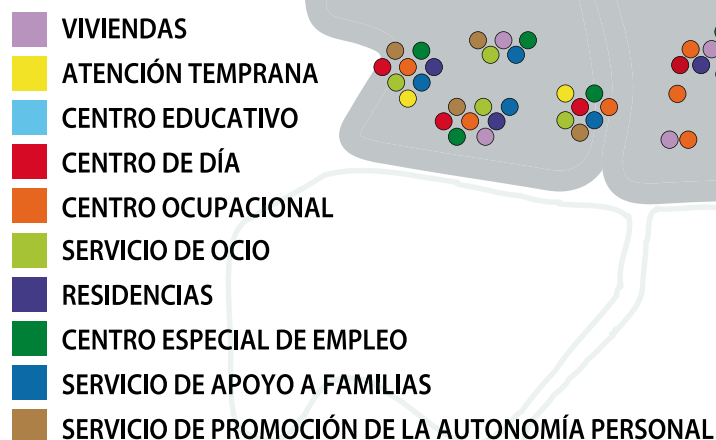 VIVIENDAS
ATENCIÓN TEMPRANA
CENTRO EDUCATIVO
CENTRO DE DÍA
CENTRO OCUPACIONAL
SERVICIO DE OCIO
RESIDENCIAS
CENTRO ESPECIAL DE EMPLEO
SERVICIO DE APOYO A FAMILIAS
SERVICIO DE PROMOCIÓN DE LA AUTONOMÍA PERSONAL